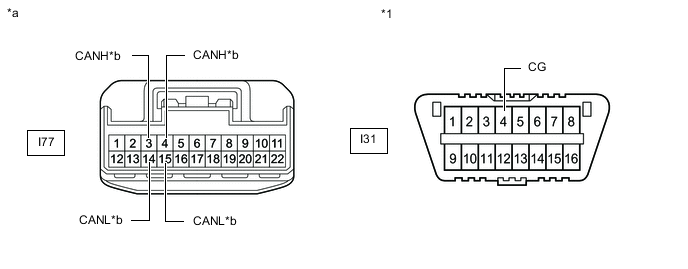 *a
*1
CANH*b
CANH*b
CG
I77
1 2 3 4 5 6 7 8 9 10 11
12 13 14 15 16 17 18 19 20 21 22
I31
1 2 3 4 5 6 7 8
9 10 11 12 13 14 15 16
CANL*b
CANL*b